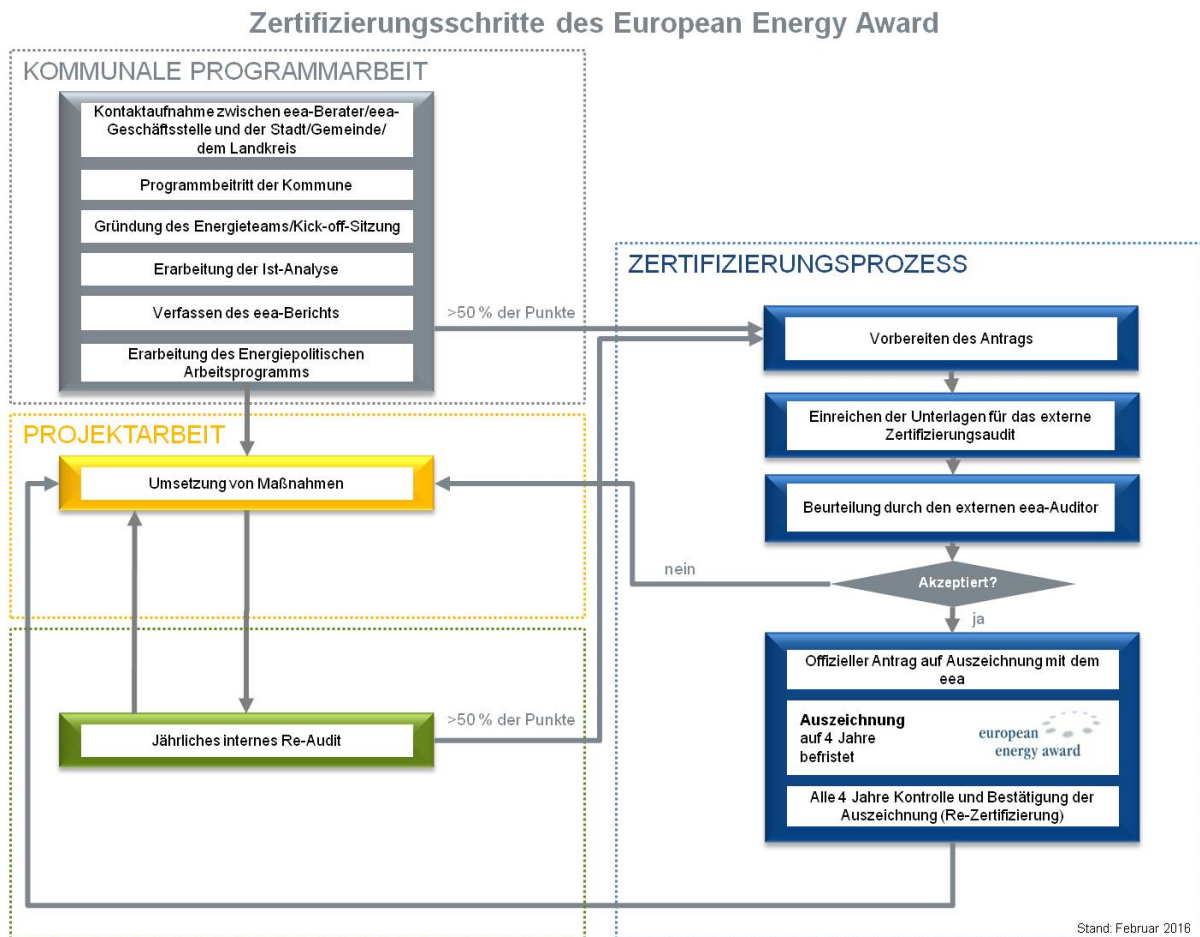 Zertifizierungsschritte des European Energy Award
KOMMUNALE PROGRAMMARBEIT
Kontaktaufnahme zwischen eea-Berater/eea-
Geschäftsstelle und der Stadt/Gemeinde/
dem Landkreis
Programmbeitritt der Kommune
Gründung des Energieteams/Kick-off-Sitzung
Erarbeitung der Ist-Analyse
Verfassen des eea-Berichts
Erarbeitung des Energiepolitischen
Arbeitsprogramms
>50 % der Punkte
PROJEKTARBEIT
Umsetzung von Maßnahmen
Jährliches internes Re-Audit
>50 % der Punkte
ZERTIFIZIERUNGSPROZESS
Vorbereiten des Antrags
Einreichen der Unterlagen für das externe
Zertifizierungsaudit
Beurteilung durch den externen eea-Auditor
Akzeptiert?
nein
ja
Offizieller Antrag auf Auszeichnung mit dem
eea
Auszeichnung
auf 4 Jahre
befristet
european
energy award
Alle 4 Jahre Kontrolle und Bestätigung der
Auszeichnung (Re-Zertifizierung)
Stand: Februar 2016